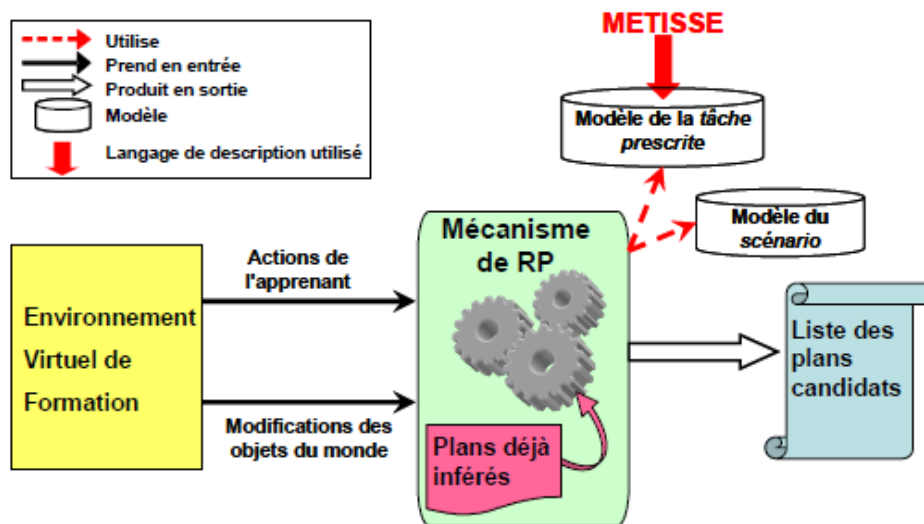 Utilise
Prend en entrée
Produit en sortie
Modèle
Langage de description utilisé
METISSE
Modèle de la tâche
prescrite
Modèle du
scénario
Mécanisme
de RP
Actions de
l'apprenant
Environnement
Virtuel de
Formation
Modifications des
objets du monde
Plans déjà
inférés
Liste des
plans
candidats